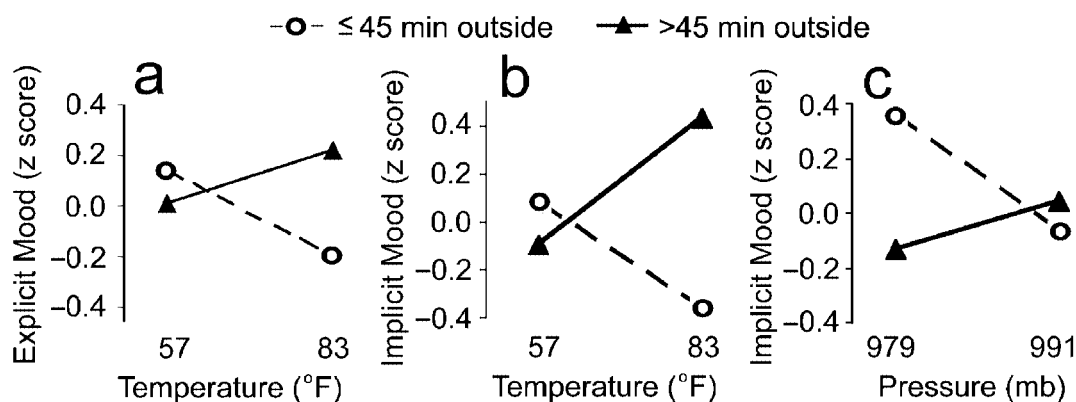 ≤ 45 min outside >45 min outside
a
Explicit Mood (z score)
0.4
0.2
0.0
−0.2
−0.4
57 83
Temperature (°F)
b
Implicit Mood (z score)
0.4
0.2
0.0
−0.2
−0.4
57 83
Temperature (°F)
c
Implicit Mood (z score)
0.4
0.2
0.0
−0.2
−0.4
979 991
Pressure (mb)